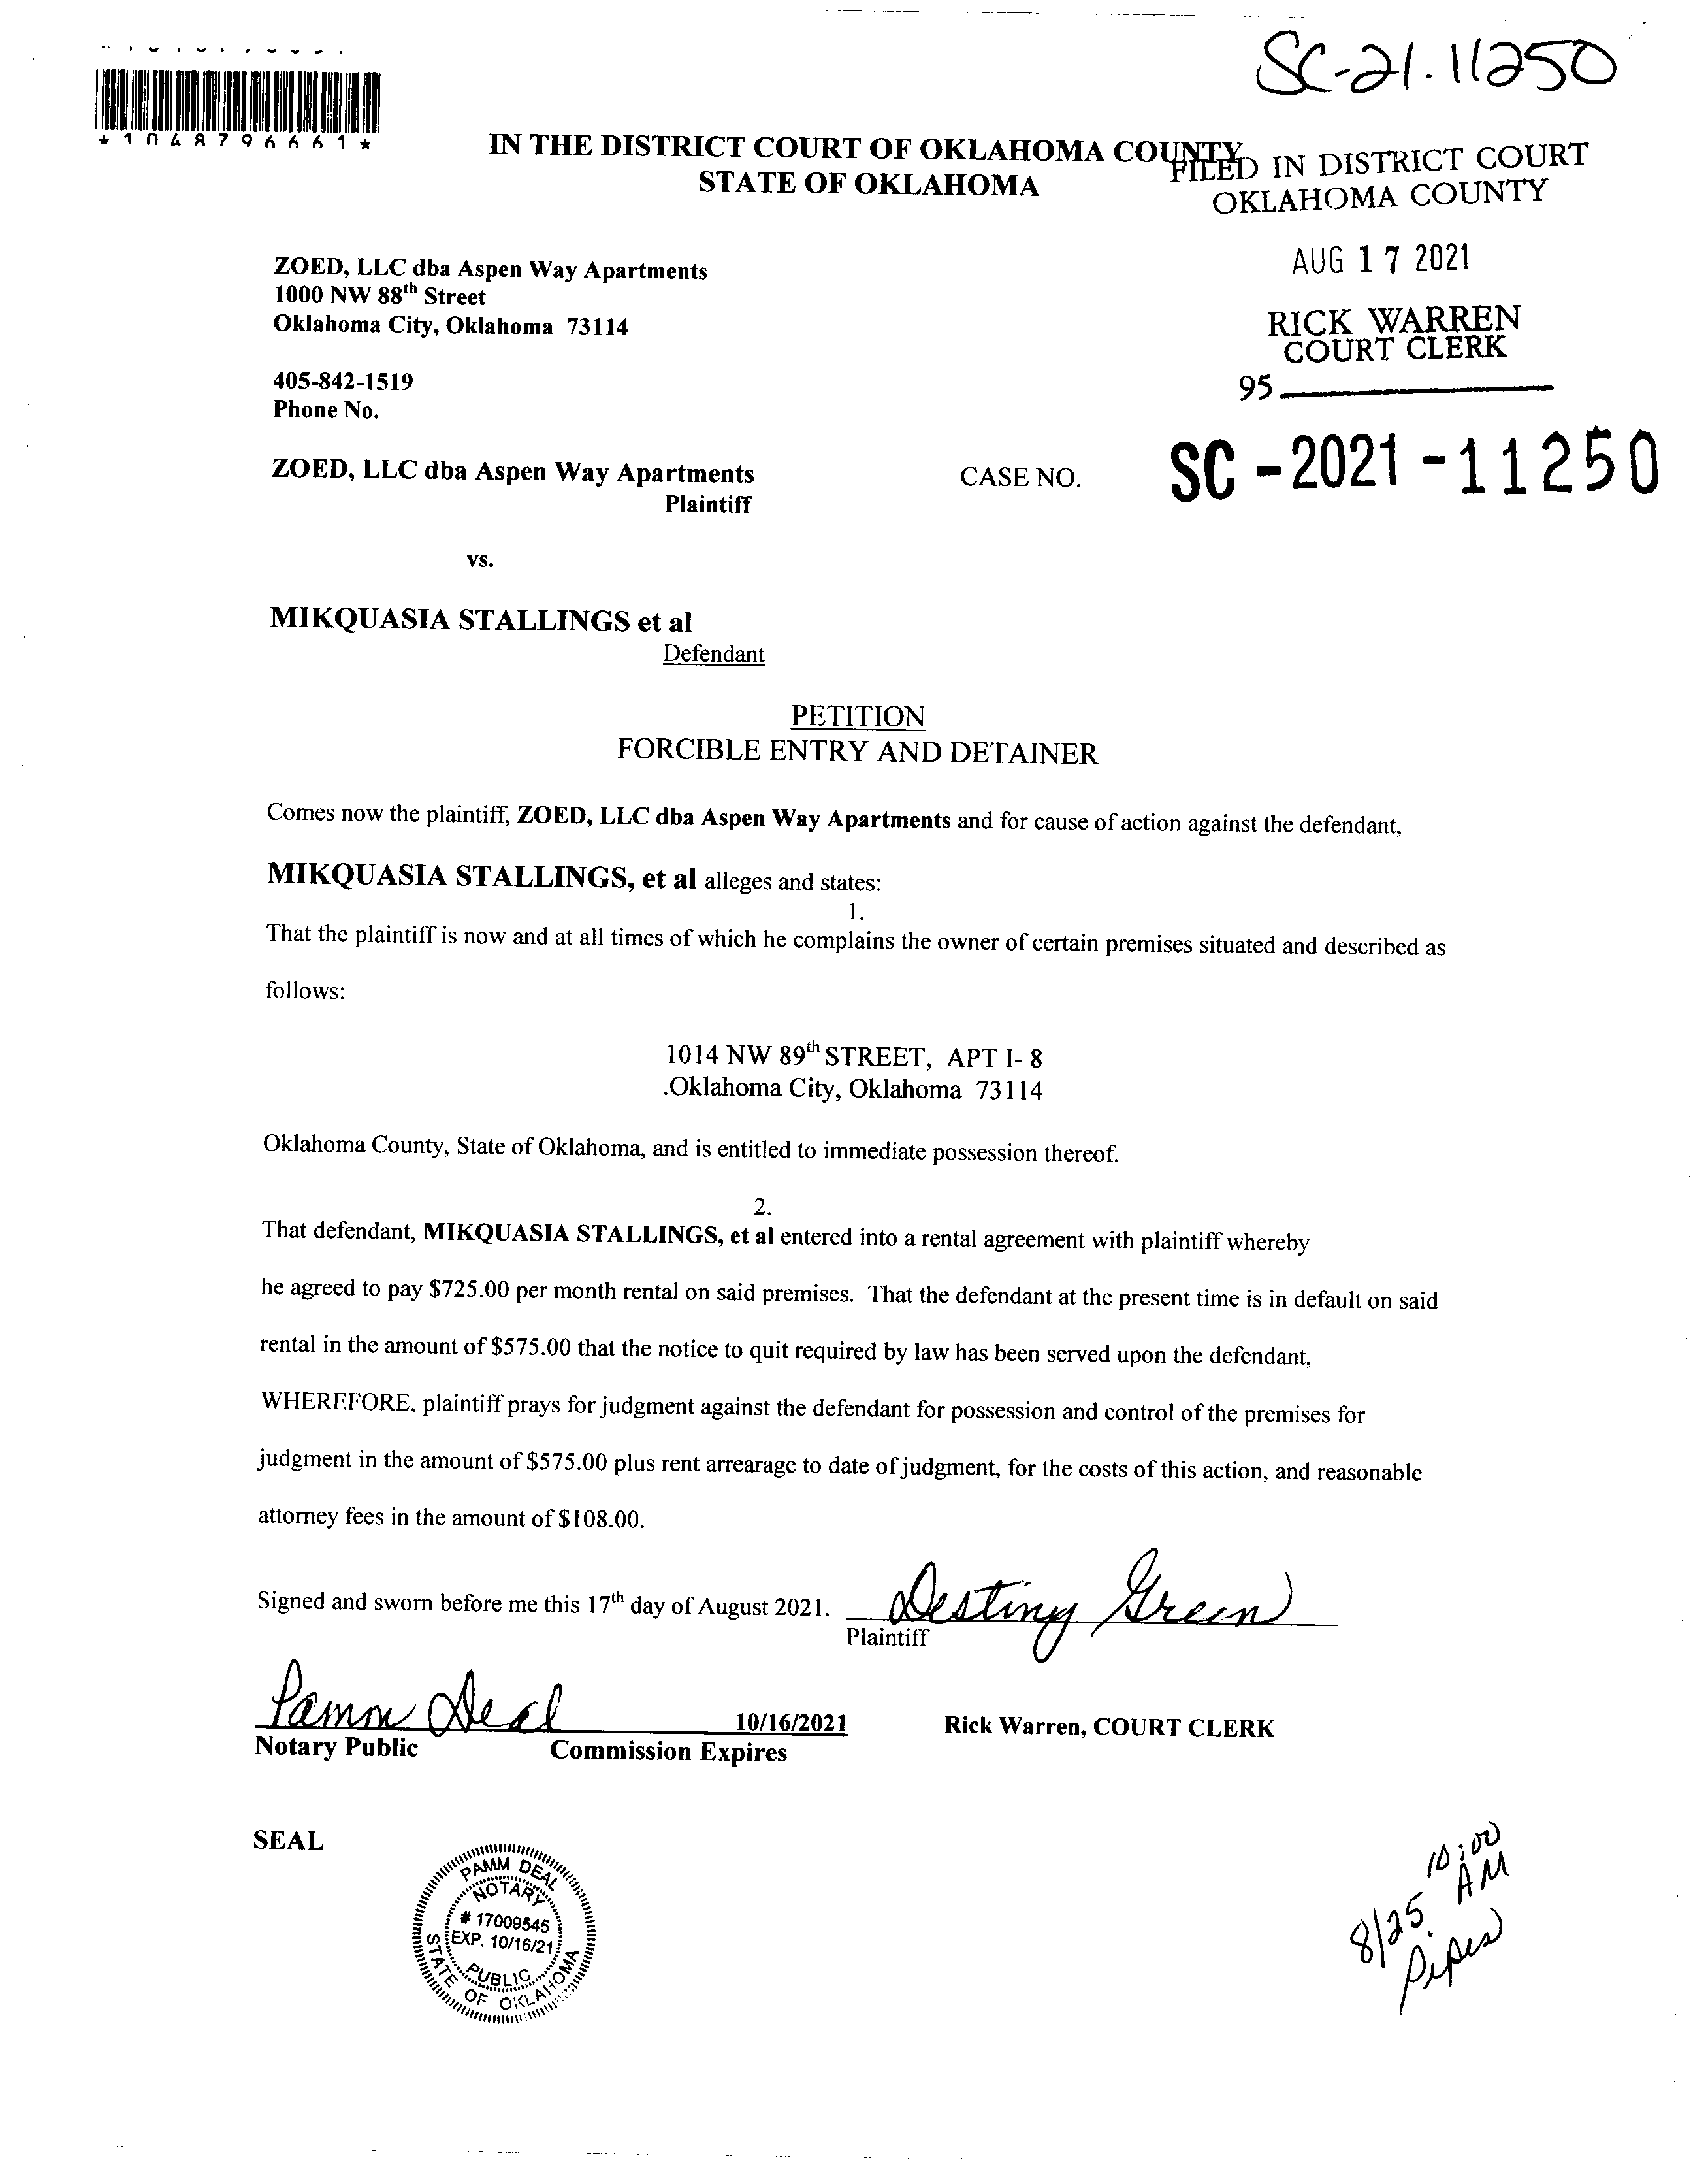 SC-21.11250
*1048796661*
IN THE DISTRICT COURT OF OKLAHOMA COUNTY
STATE OF OKLAHOMA
FILED IN DISTRICT COURT
OKLAHOMA COUNTY
AUG 17 2021
RICK WARREN
COURT CLERK
95
ZOED, LLC dba Aspen Way Apartments
1000 NW 88th Street
Oklahoma City, Oklahoma 73114
405-842-1519
Phone No.
ZOED, LLC dba Aspen Way Apartments
Plaintiff
CASE NO. SC-2021-11250
vs.
MIKQUASIA STALLINGS et al
Defendant
PETITION
FORCIBLE ENTRY AND DETAINER
Comes now the plaintiff, ZOED, LLC dba Aspen Way Apartments and for cause of action against the defendant,
MIKQUASIA STALLINGS, et al alleges and states:
1.
That the plaintiff is now and at all times of which he complains the owner of certain premises situated and described as
follows:
1014 NW 89th STREET, APT I- 8
.Oklahoma City, Oklahoma 73114
Oklahoma County, State of Oklahoma, and is entitled to immediate possession thereof.
2.
That defendant, MIKQUASIA STALLINGS, et al entered into a rental agreement with plaintiff whereby
he agreed to pay $725.00 per month rental on said premises. That the defendant at the present time is in default on said
rental in the amount of $575.00 that the notice to quit required by law has been served upon the defendant,
WHEREFORE, plaintiff prays for judgment against the defendant for possession and control of the premises for
judgment in the amount of $575.00 plus rent arrearage to date of judgment, for the costs of this action, and reasonable
attorney fees in the amount of $108.00.
Signed and sworn before me this 17th day of August 2021. Destiny Green
Plaintiff
Pamm Deal 10/16/2021 Rick Warren, COURT CLERK
Notary Public Commission Expires
SEAL
PAMM DEAL
NOTARY
# 17009545
EXP. 10/16/21
PUBLIC
STATE OF OKLAHOMA
8/25 10:00
AM
Pipes